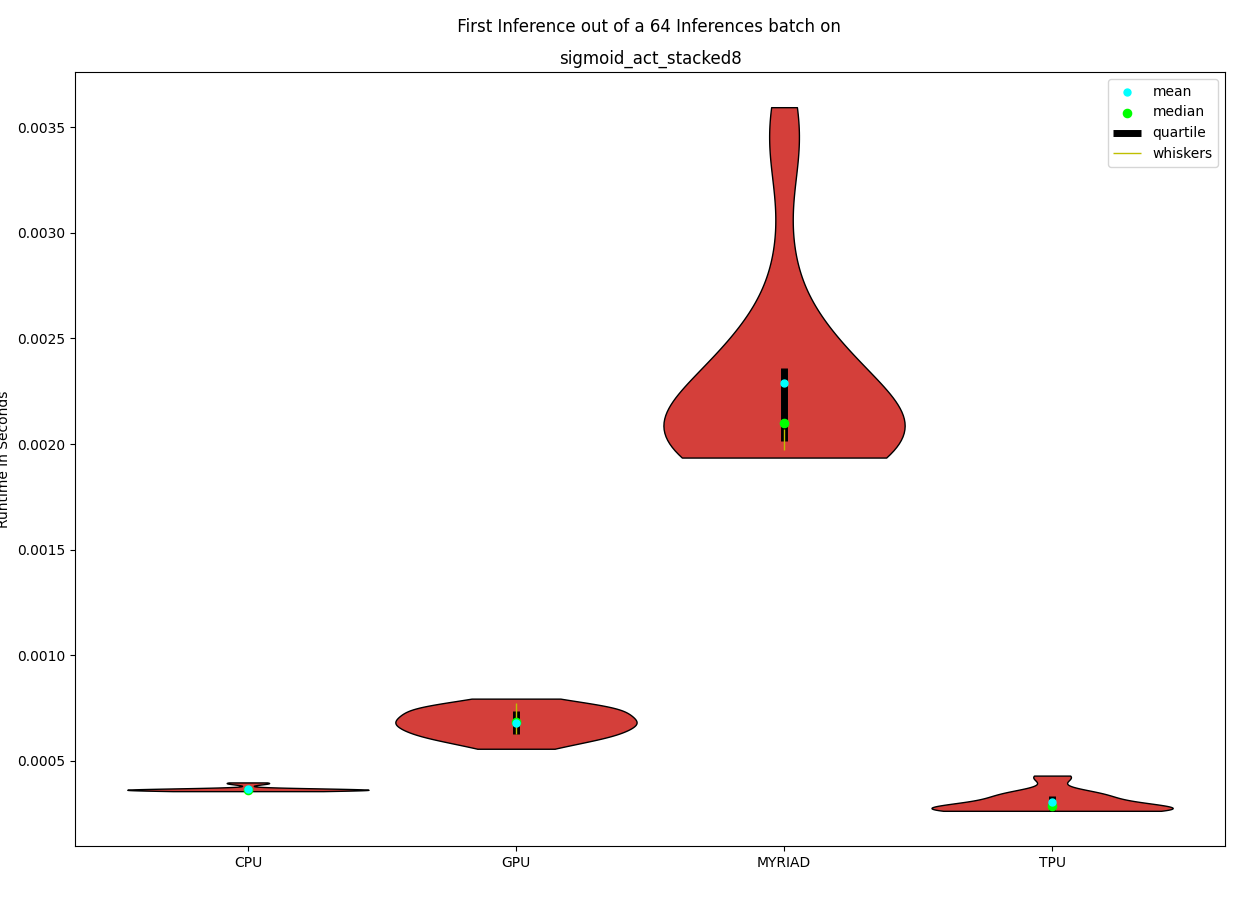 First Inference out of a 64 Inferences batch on
sigmoid_act_stacked8
mean
median
quartile
whiskers
0.0035
0.0030
0.0025
0.0020
0.0015
0.0010
0.0005
Runtime in Seconds
CPU GPU MYRIAD TPU